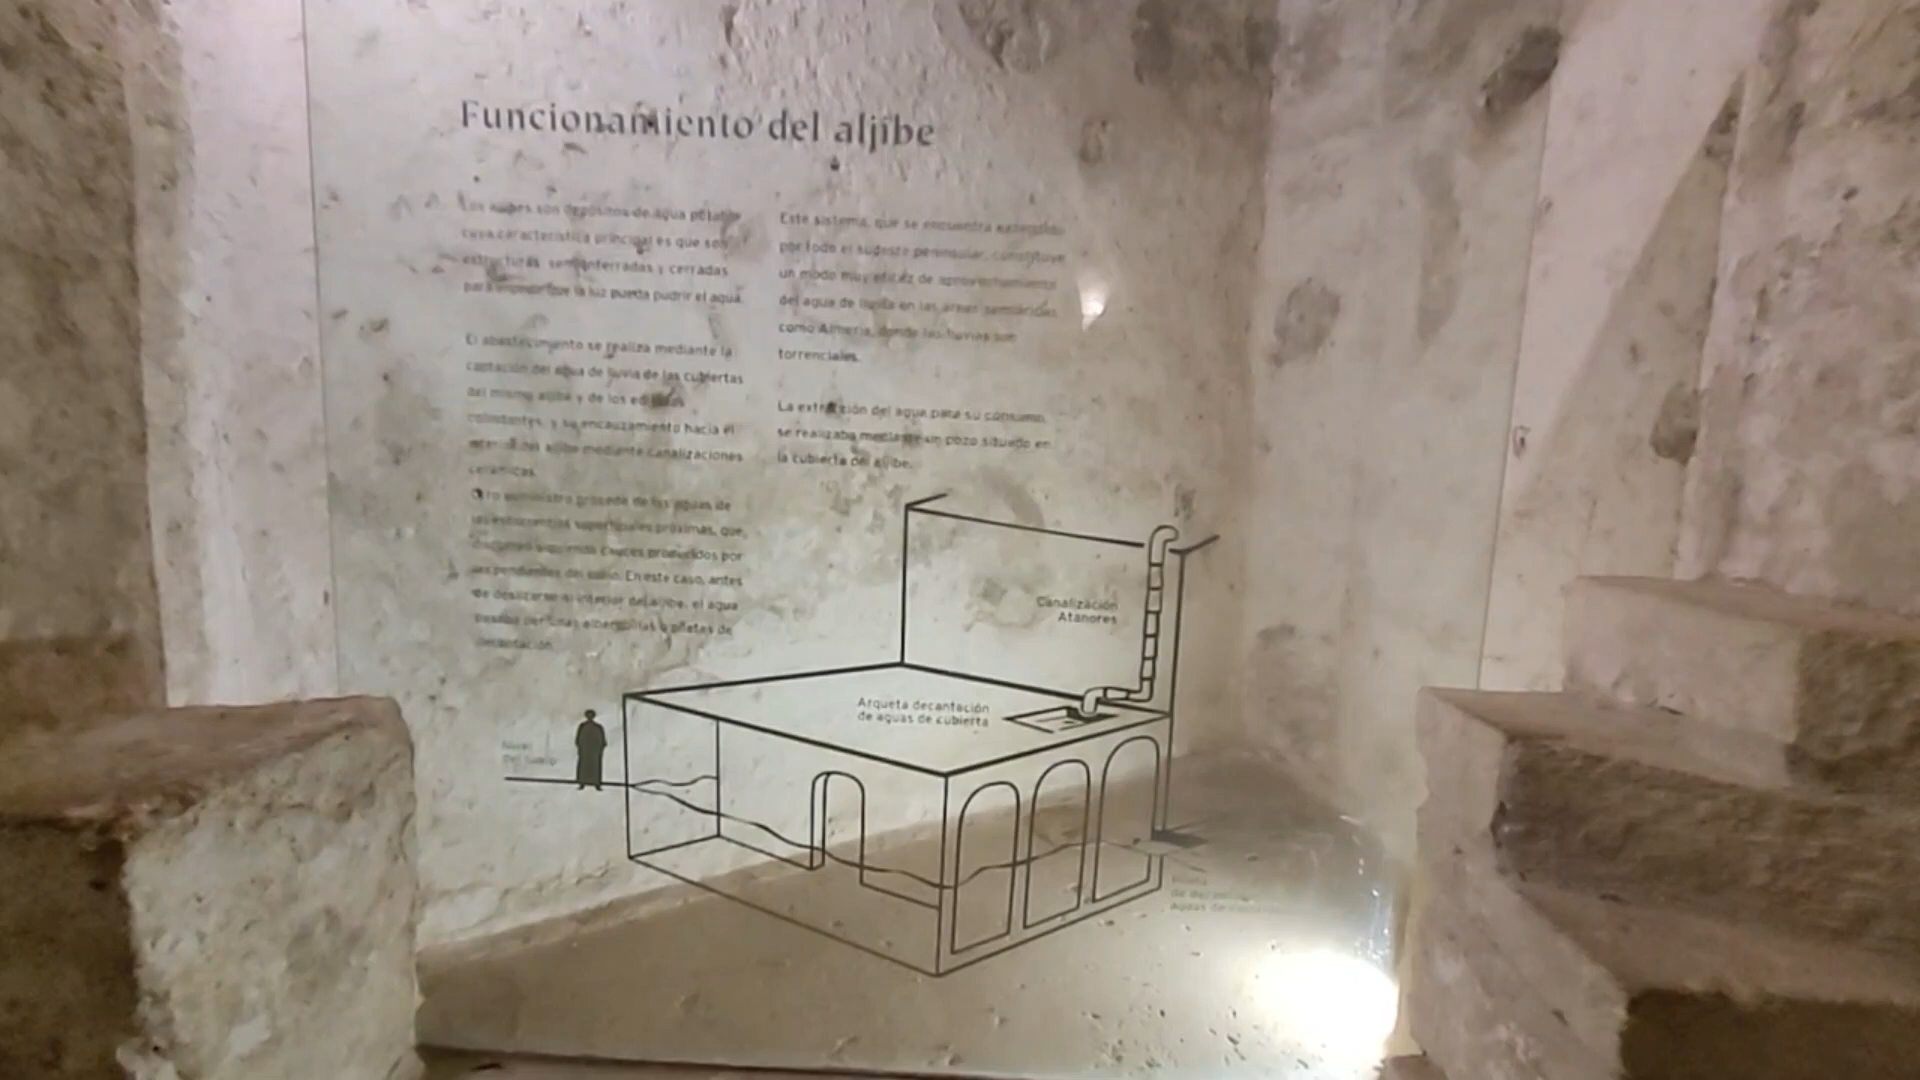 Funcionamiento del aljibe
Los aljibes son depósitos de agua potable
cuya característica principal es que son
estructuras semienterradas y cerradas
para impedir que la luz pueda pudrir el agua.
El abastecimiento se realiza mediante la
captación del agua de lluvia de las cubiertas
del mismo aljibe y de los edificios
colindantes, y su encauzamiento hacia el
interior del aljibe mediante canalizaciones
cerámicas.
Otro suministro procede de las aguas de
las escorrentías superficiales próximas, que,
siguiendo cauces producidos por
las pendientes del suelo. En este caso, antes
de deslizarse al interior del aljibe, el agua
pasaba por unas alberquillas o piletas de
decantación.
Este sistema, que se encuentra extendido
por todo el sudeste peninsular, constituye
un modo muy eficaz de aprovechamiento
del agua de lluvia en las áreas semiáridas
como Almería, donde las lluvias son
torrenciales.
La extracción del agua para su consumo
se realizaba mediante un pozo situado en
la cubierta del aljibe.
Canalización
Atanores
Arqueta decantación
de aguas de cubierta
Nivel
del suelo